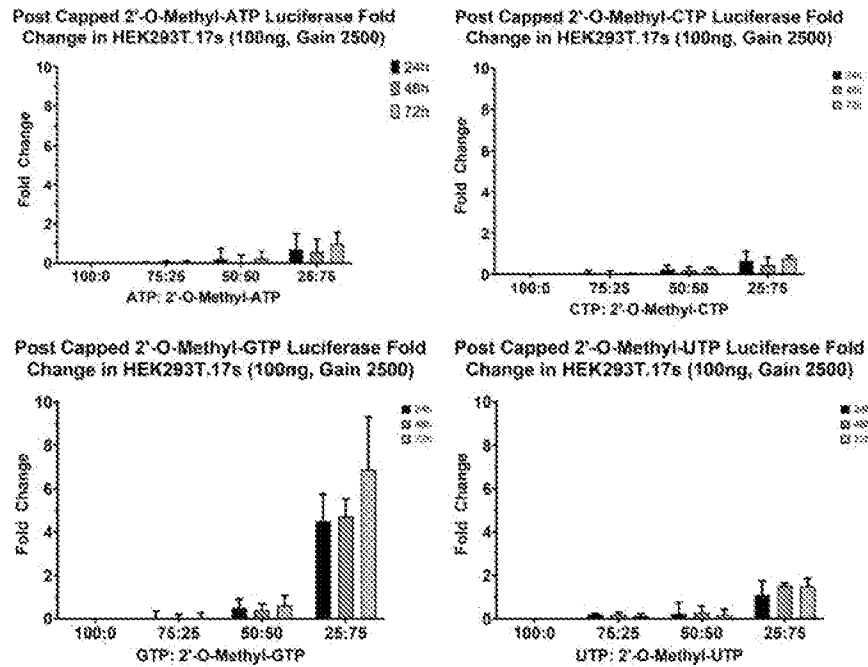 Post Capped 2'-O-Methyl-ATP Luciferase Fold
Change in HEK293T.17s (100ng, Gain 2500)
24h
48h
72h
10
8
6
4
2
0
Fold Change
100:0 75:25 50:50 25:75
ATP: 2'-O-Methyl-ATP
Post Capped 2'-O-Methyl-CTP Luciferase Fold
Change in HEK293T.17s (100ng, Gain 2500)
10
8
6
4
2
0
Fold Change
100:0 75:25 50:50 25:75
CTP: 2'-O-Methyl-CTP
Post Capped 2'-O-Methyl-GTP Luciferase Fold
Change in HEK293T.17s (100ng, Gain 2500)
24h
48h
72h
10
8
6
4
2
0
Fold Change
100:0 75:25 50:50 25:75
GTP: 2'-O-Methyl-GTP
Post Capped 2'-O-Methyl-UTP Luciferase Fold
Change in HEK293T.17s (100ng, Gain 2500)
10
8
6
4
2
0
Fold Change
100:0 75:25 50:50 25:75
UTP: 2'-O-Methyl-UTP